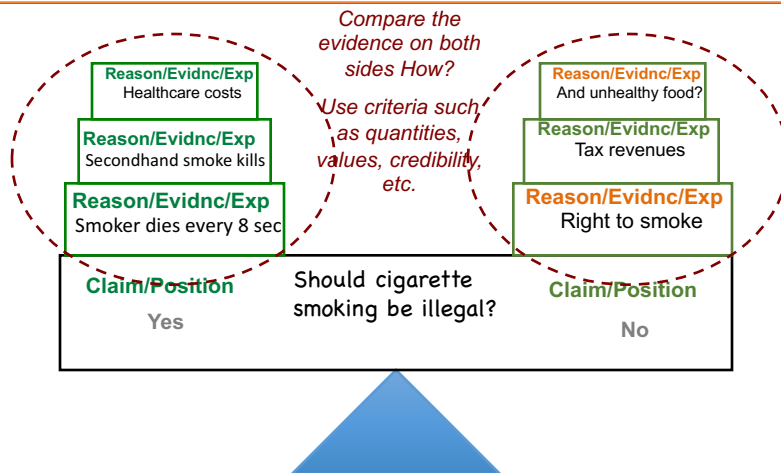 Compare the
evidence on both
sides How?
Use criteria such
as quantities,
values, credibility,
etc.
Reason/Evidnc/Exp
Healthcare costs
Reason/Evidnc/Exp
Secondhand smoke kills
Reason/Evidnc/Exp
Smoker dies every 8 sec
Claim/Position
Yes
Should cigarette
smoking be illegal?
Reason/Evidnc/Exp
And unhealthy food?
Reason/Evidnc/Exp
Tax revenues
Reason/Evidnc/Exp
Right to smoke
Claim/Position
No